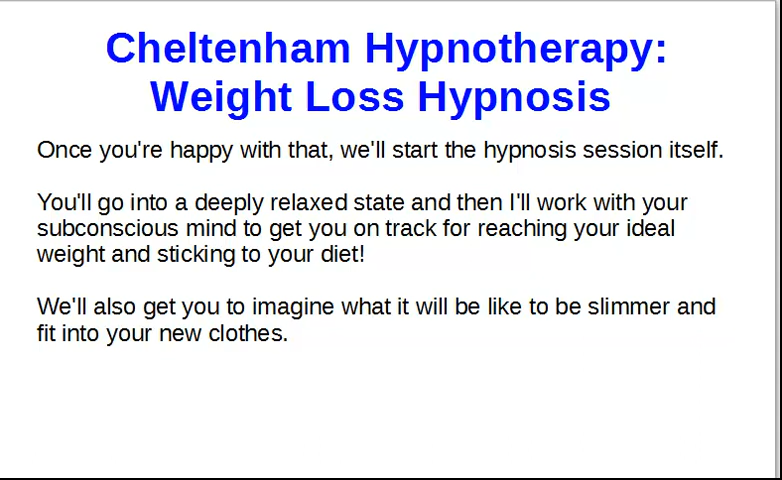 Cheltenham Hypnotherapy:
Weight Loss Hypnosis
Once you're happy with that, we'll start the hypnosis session itself.
You'll go into a deeply relaxed state and then I'll work with your
subconscious mind to get you on track for reaching your ideal
weight and sticking to your diet!
We'll also get you to imagine what it will be like to be slimmer and
fit into your new clothes.